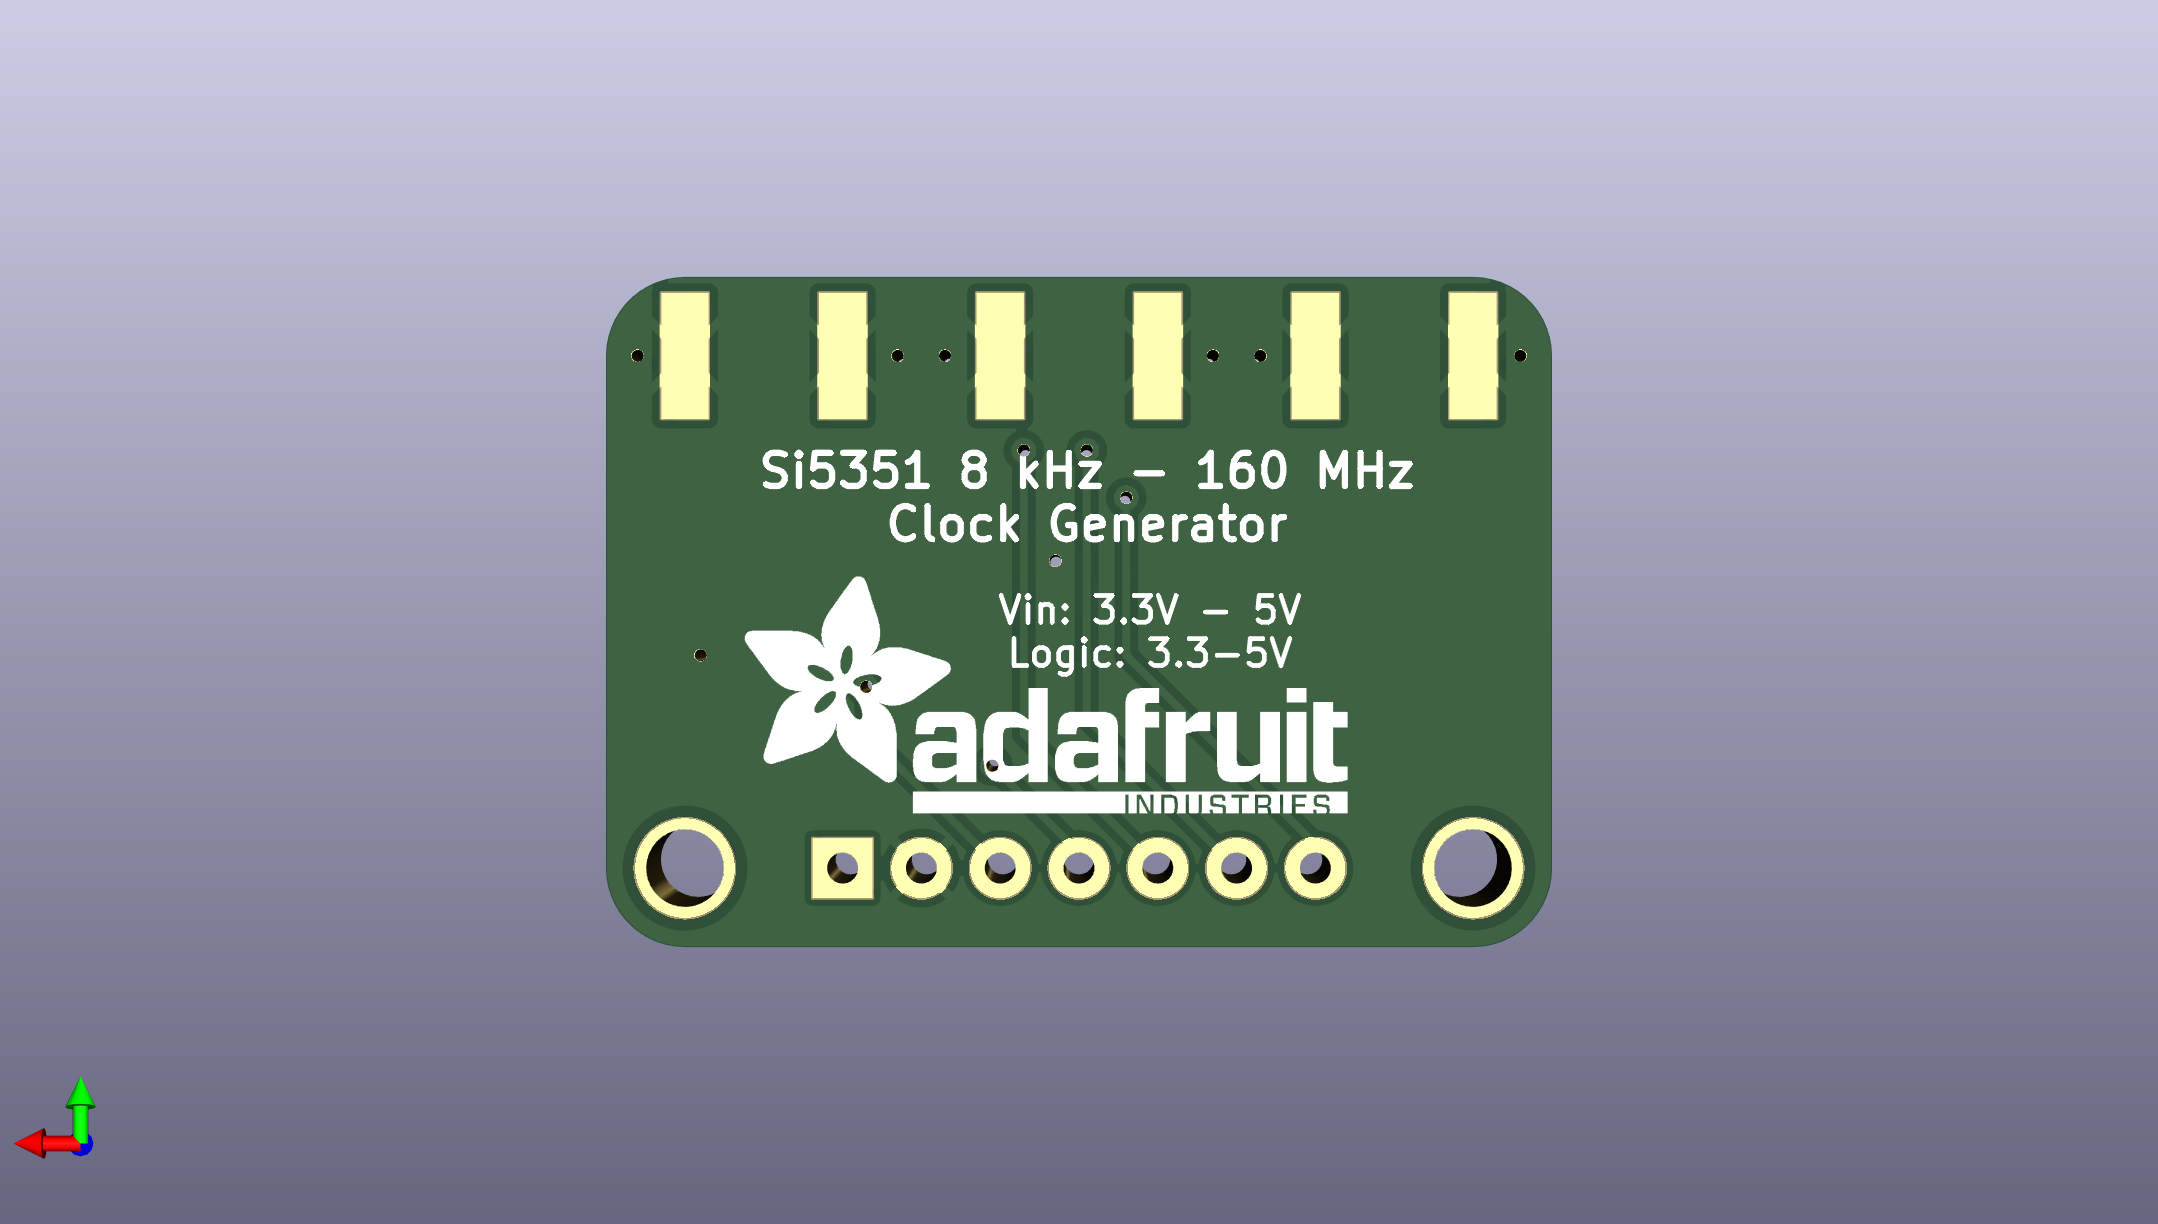 Si5351 8 kHz - 160 MHz
Clock Generator
Vin: 3.3V - 5V
Logic: 3.3-5V
adafruit
INDUSTRIES